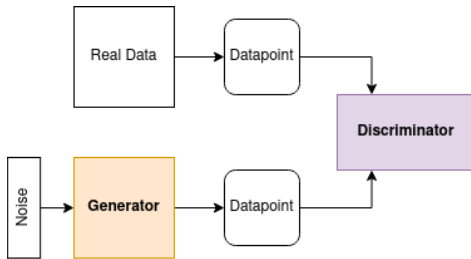 Real Data
Datapoint
Discriminator
Noise
Generator
Datapoint